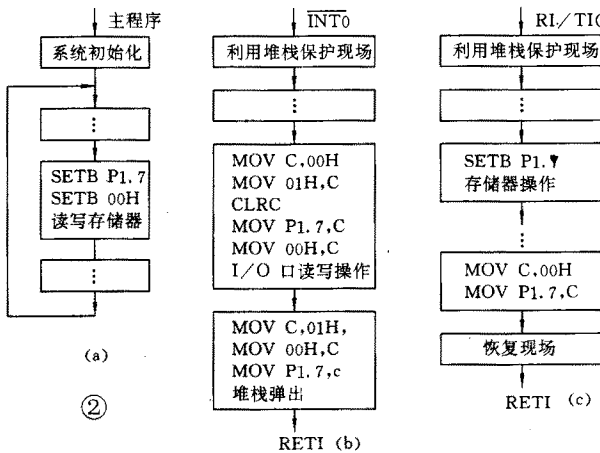 主程序
系统初始化
⋮
SETB P1.7
SETB 00H
读写存储器
⋮
(a)
②
INT0
利用堆栈保护现场
⋮
MOV C,00H
MOV 01H,C
CLRC
MOV P1.7,C
MOV 00H,C
I/O 口读写操作
MOV C,01H,
MOV 00H,C
MOV P1.7,c
堆栈弹出
RETI (b)
RI/TI
利用堆栈保护现场
⋮
SETB P1.
存储器操作
⋮
MOV C,00H
MOV P1.7,C
恢复现场
RETI (c)